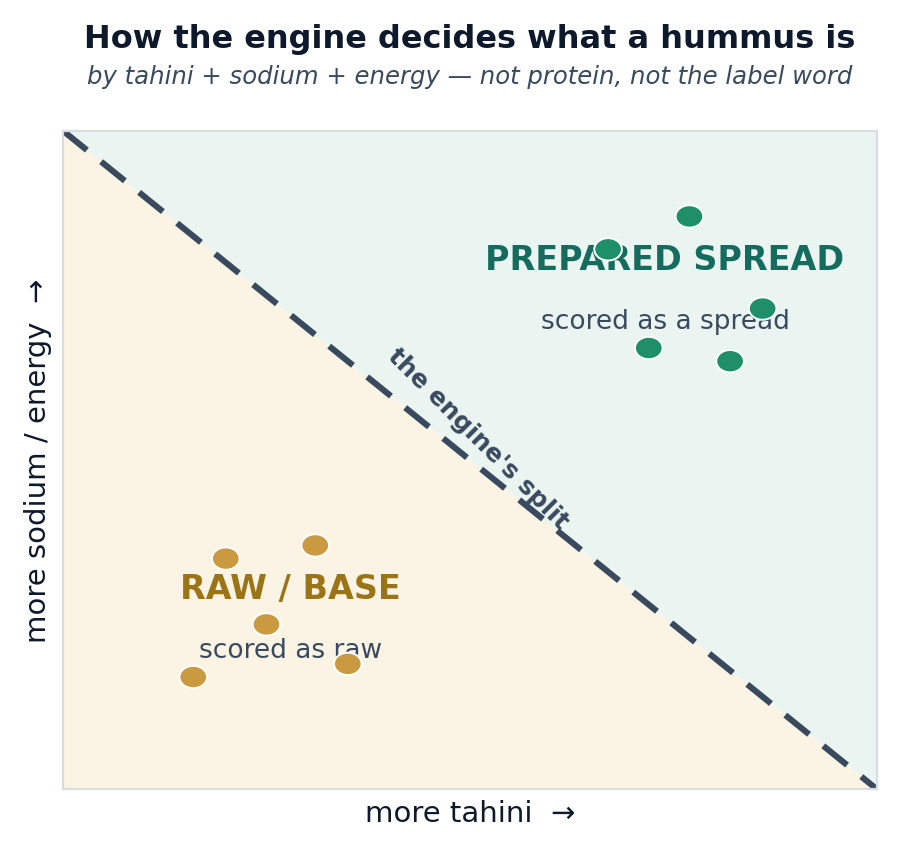 How the engine decides what a hummus is
by tahini + sodium + energy — not protein, not the label word
more sodium / energy →
PREPARED SPREAD
scored as a spread
the engine's split
RAW / BASE
scored as raw
more tahini →